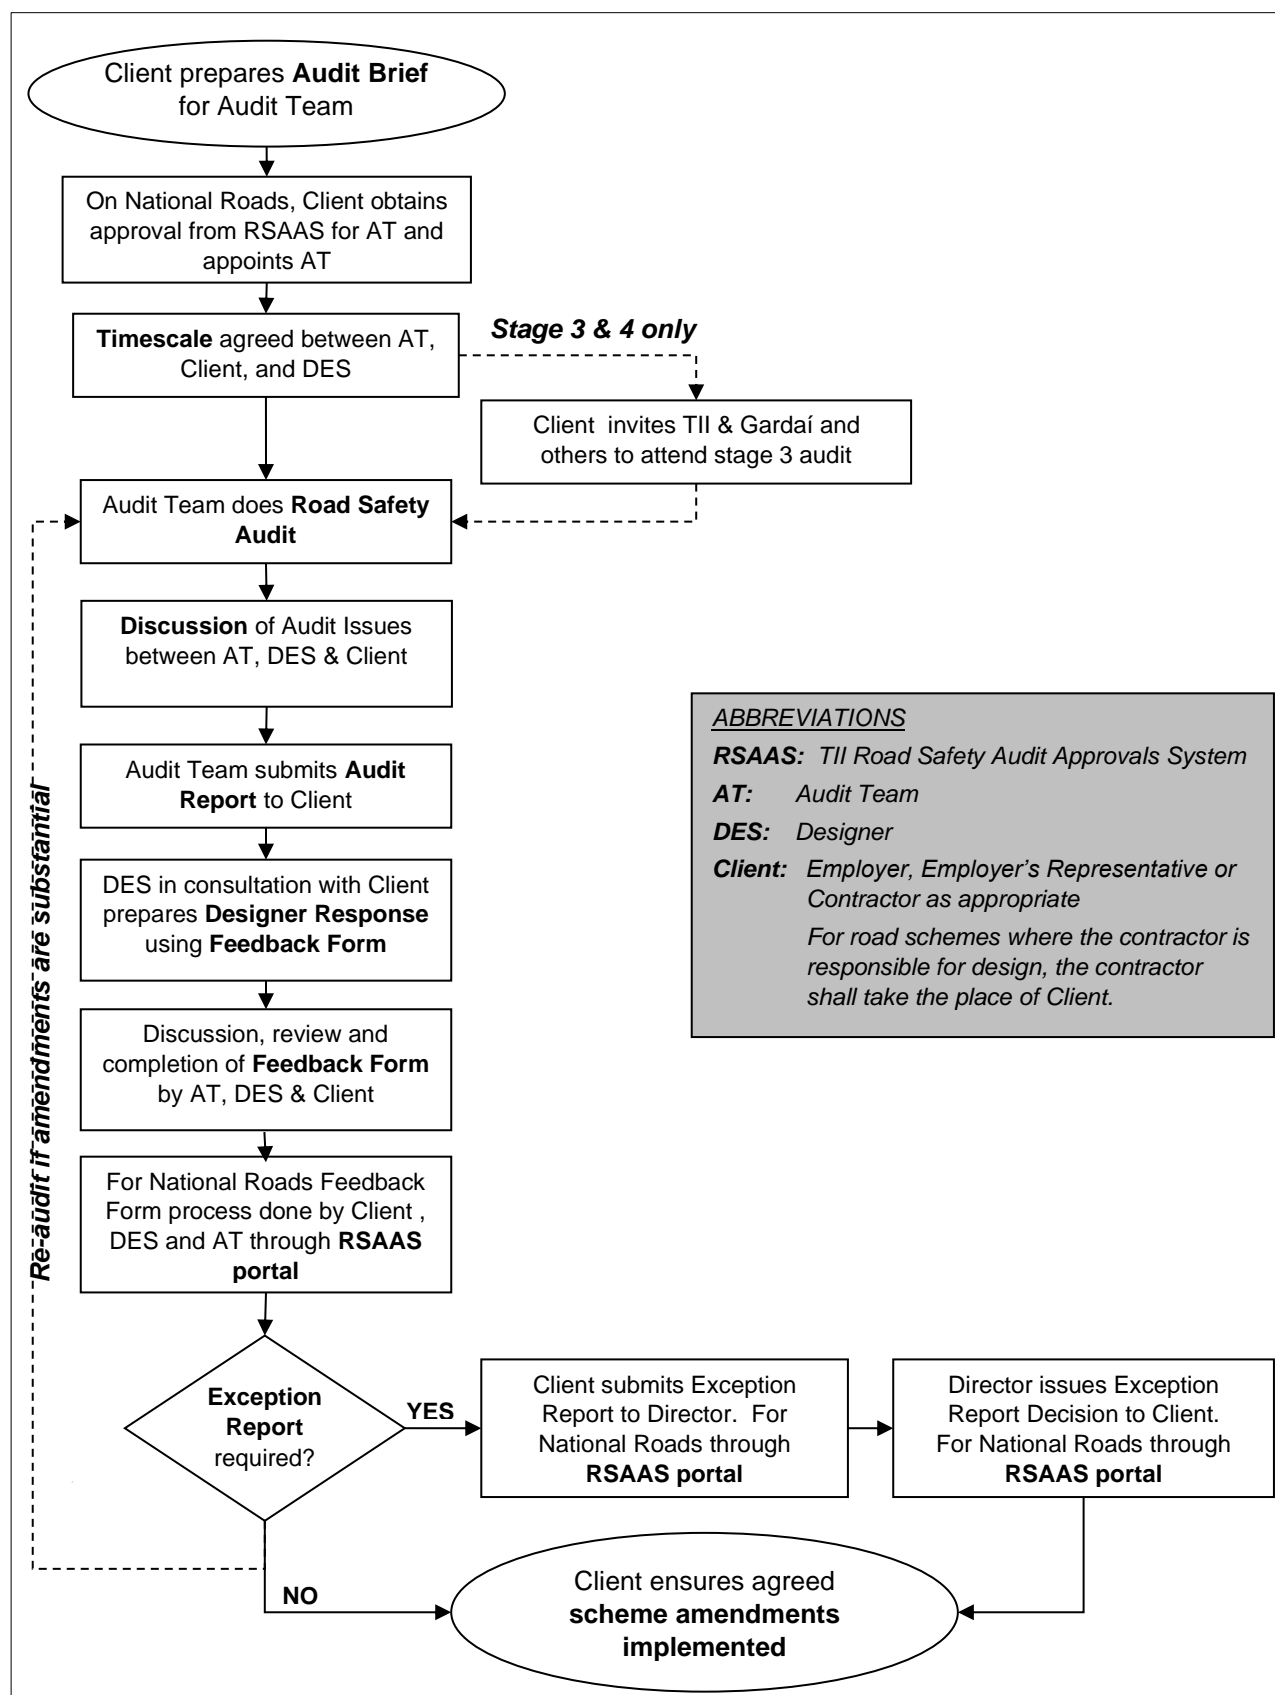 Client prepares Audit Brief
for Audit Team
On National Roads, Client obtains
approval from RSAAS for AT and
appoints AT
Timescale agreed between AT,
Client, and DES
Stage 3 & 4 only
Client invites TII & Gardaí and
others to attend stage 3 audit
Audit Team does Road Safety
Audit
Discussion of Audit Issues
between AT, DES & Client
Audit Team submits Audit
Report to Client
DES in consultation with Client
prepares Designer Response
using Feedback Form
Discussion, review and
completion of Feedback Form
by AT, DES & Client
For National Roads Feedback
Form process done by Client ,
DES and AT through RSAAS
portal
Re-audit if amendments are substantial
ABBREVIATIONS
RSAAS: TII Road Safety Audit Approvals System
AT: Audit Team
DES: Designer
Client: Employer, Employer’s Representative or
Contractor as appropriate
For road schemes where the contractor is
responsible for design, the contractor
shall take the place of Client.
Exception
Report
required?
YES
Client submits Exception
Report to Director. For
National Roads through
RSAAS portal
Director issues Exception
Report Decision to Client.
For National Roads through
RSAAS portal
NO
Client ensures agreed
scheme amendments
implemented